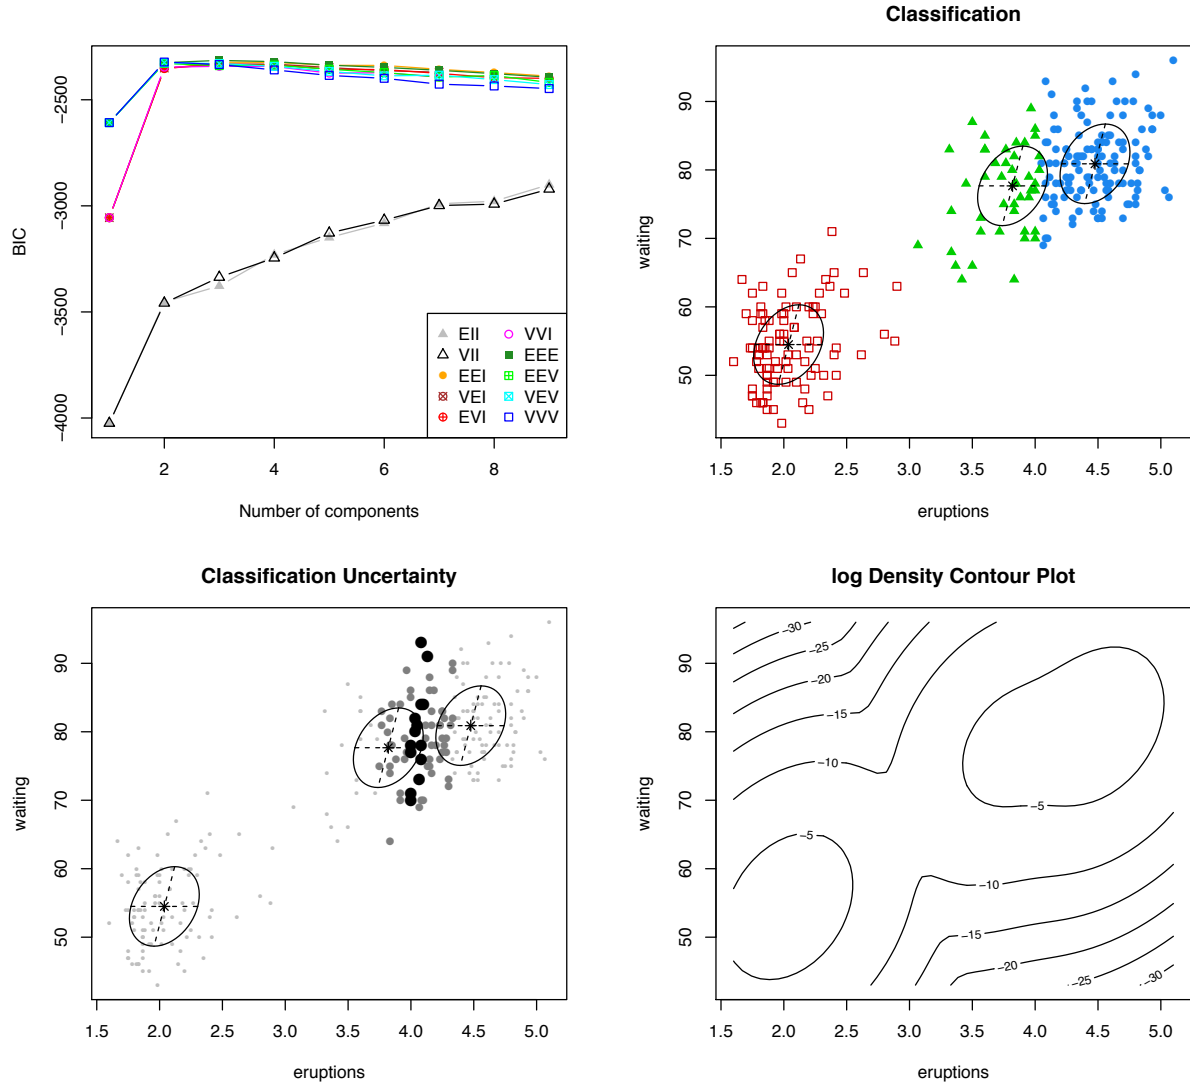 BIC
−2500
−3000
−3500
−4000
2
4
6
8
Number of components
EII
VII
EEI
VEI
EVI
VVI
EEE
EEV
VEV
VVV
Classification
waiting
90
80
70
60
50
1.5 2.0 2.5 3.0 3.5 4.0 4.5 5.0
eruptions
Classification Uncertainty
waiting
90
80
70
60
50
1.5 2.0 2.5 3.0 3.5 4.0 4.5 5.0
eruptions
log Density Contour Plot
waiting
90
80
70
60
50
−30
−25
−20
−15
−10
−5
−5
−10
−15
−20
−25
−30
1.5 2.0 2.5 3.0 3.5 4.0 4.5 5.0
eruptions